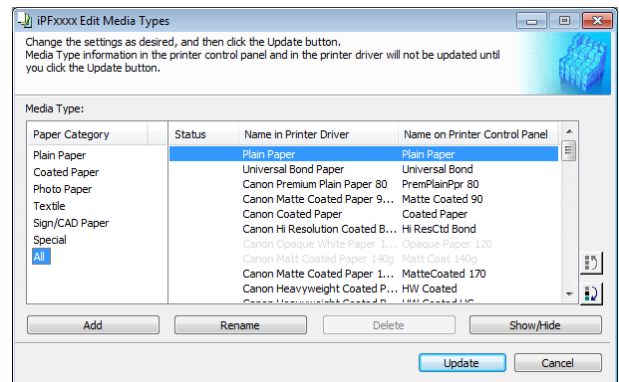 iPFxxxx Edit Media Types
Change the settings as desired, and then click the Update button.
Media Type information in the printer control panel and in the printer driver will not be updated until
you click the Update button.
Media Type:
Paper Category Status Name in Printer Driver Name on Printer Control Panel
Plain Paper
Coated Paper
Photo Paper
Textile
Sign/CAD Paper
Special
All
Plain Paper Plain Paper
Universal Bond Paper Universal Bond
Canon Premium Plain Paper 80 PremPlainPpr 80
Canon Matte Coated Paper 9... Matte Coated 90
Canon Coated Paper Coated Paper
Canon Hi Resolution Coated B... Hi ResCtd Bond
Canon Opaque White Paper 1... Opaque Paper 120
Canon Matt Coated Paper 140g Matt Coat 140g
Canon Matte Coated Paper 1... MatteCoated 170
Canon Heavyweight Coated P... HW Coated
Canon Heavyweight Coated P... HW Coated HG
Add Rename Delete Show/Hide
Update Cancel